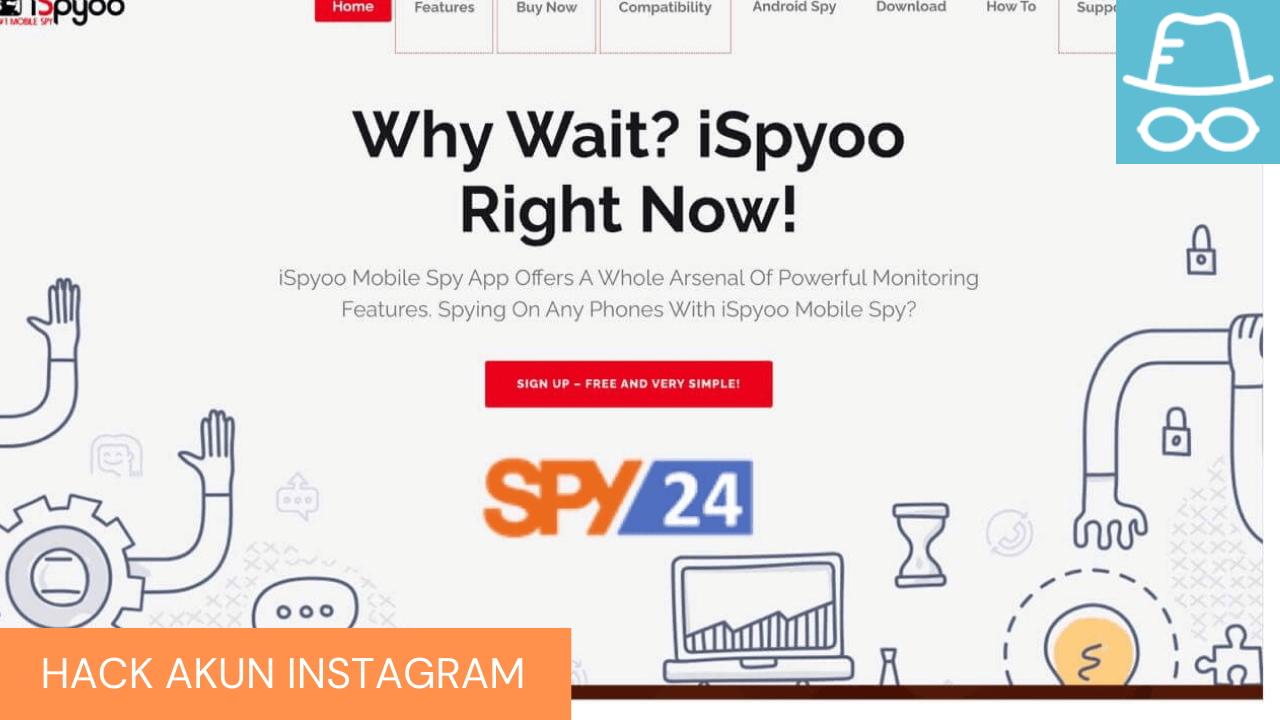 iSpyoo
#1 MOBILE SPY
Home
Features
Buy Now
Compatibility
Android Spy
Download
How To
Why Wait? iSpyoo
Right Now!
iSpyoo Mobile Spy App Offers A Whole Arsenal Of Powerful Monitoring
Features. Spying On Any Phones With iSpyoo Mobile Spy?
SIGN UP – FREE AND VERY SIMPLE!
SPY/24
HACK AKUN INSTAGRAM